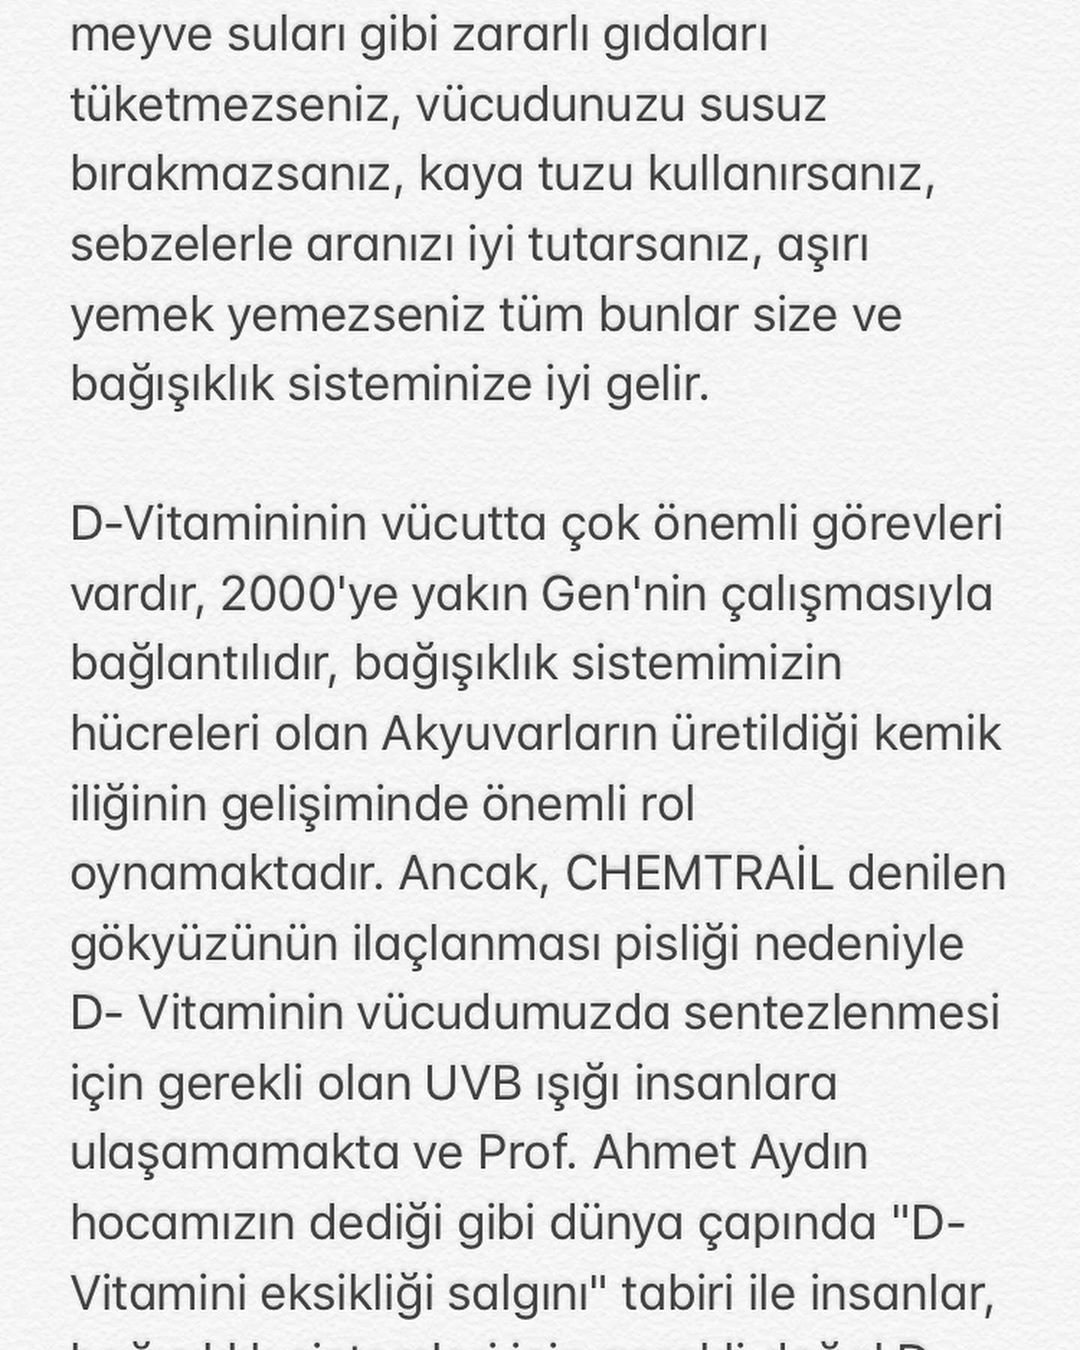 meyve suları gibi zararlı gıdaları
tüketmezseniz, vücudunuzu susuz
bırakmazsanız, kaya tuzu kullanırsanız,
sebzelerle aranızı iyi tutarsanız, aşırı
yemek yemezseniz tüm bunlar size ve
bağışıklık sisteminize iyi gelir.
D-Vitamininin vücutta çok önemli görevleri
vardır, 2000'ye yakın Gen'nin çalışmasıyla
bağlantılıdır, bağışıklık sistemimizin
hücreleri olan Akyuvarların üretildiği kemik
iliğinin gelişiminde önemli rol
oynamaktadır. Ancak, CHEMTRAİL denilen
gökyüzünün ilaçlanması pisliği nedeniyle
D- Vitaminin vücudumuzda sentezlenmesi
için gerekli olan UVB ışığı insanlara
ulaşamamakta ve Prof. Ahmet Aydın
hocamızın dediği gibi dünya çapında "D-
Vitamini eksikliği salgını" tabiri ile insanlar,